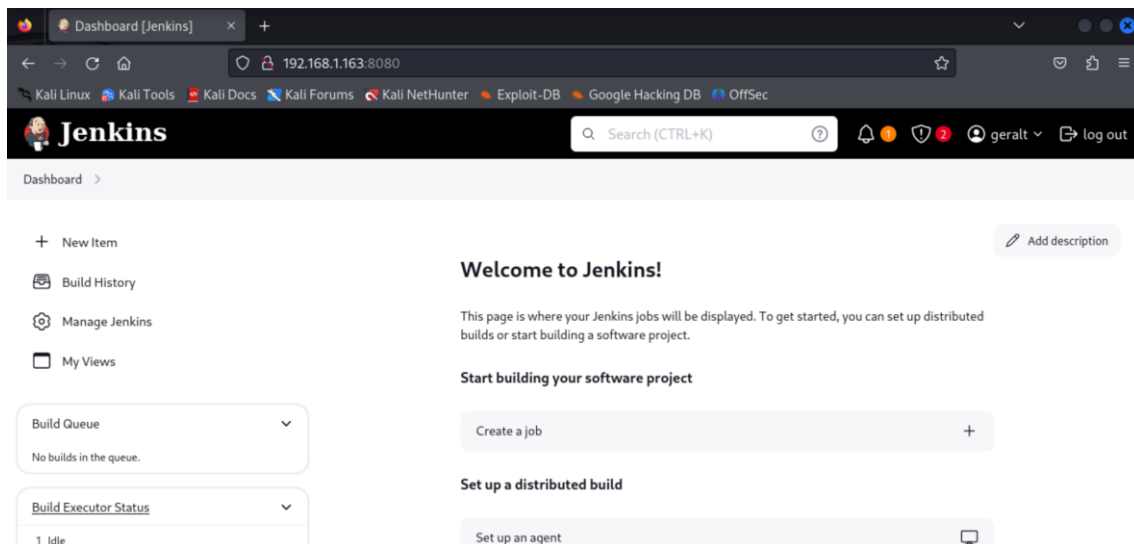 Dashboard [Jenkins]
192.168.1.163:8080
Kali Linux Kali Tools Kali Docs Kali Forums Kali NetHunter Exploit-DB Google Hacking DB OffSec
Jenkins
Search (CTRL+K)
1
2
geralt
log out
Dashboard
New Item
Build History
Manage Jenkins
My Views
Build Queue
No builds in the queue.
Build Executor Status
1 Idle
Add description
Welcome to Jenkins!
This page is where your Jenkins jobs will be displayed. To get started, you can set up distributed
builds or start building a software project.
Start building your software project
Create a job
Set up a distributed build
Set up an agent